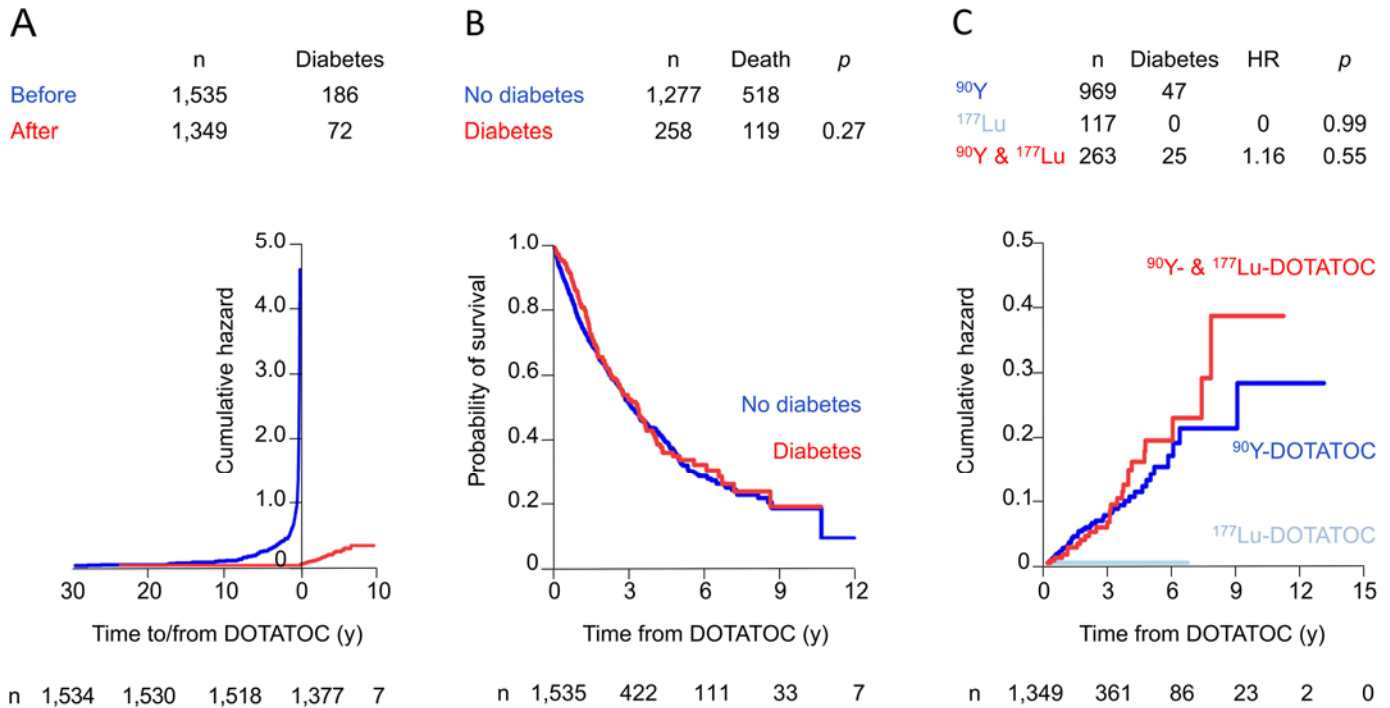 A
n Diabetes
Before 1,535 186
After 1,349 72
5.0
4.0
3.0
2.0
1.0
0
Cumulative hazard
30 20 10 0 10
Time to/from DOTATOC (y)
n 1,534 1,530 1,518 1,377 7
B
n Death p
No diabetes 1,277 518
Diabetes 258 119 0.27
1.0
0.8
0.6
0.4
0.2
0
Probability of survival
No diabetes
Diabetes
0 3 6 9 12
Time from DOTATOC (y)
n 1,535 422 111 33 7
C
n Diabetes HR p
⁹⁰Y 969 47
¹⁷⁷Lu 117 0 0 0.99
⁹⁰Y & ¹⁷⁷Lu 263 25 1.16 0.55
0.5
0.4
0.3
0.2
0.1
0
Cumulative hazard
⁹⁰Y- & ¹⁷⁷Lu-DOTATOC
⁹⁰Y-DOTATOC
¹⁷⁷Lu-DOTATOC
0 3 6 9 12 15
Time from DOTATOC (y)
n 1,349 361 86 23 2 0